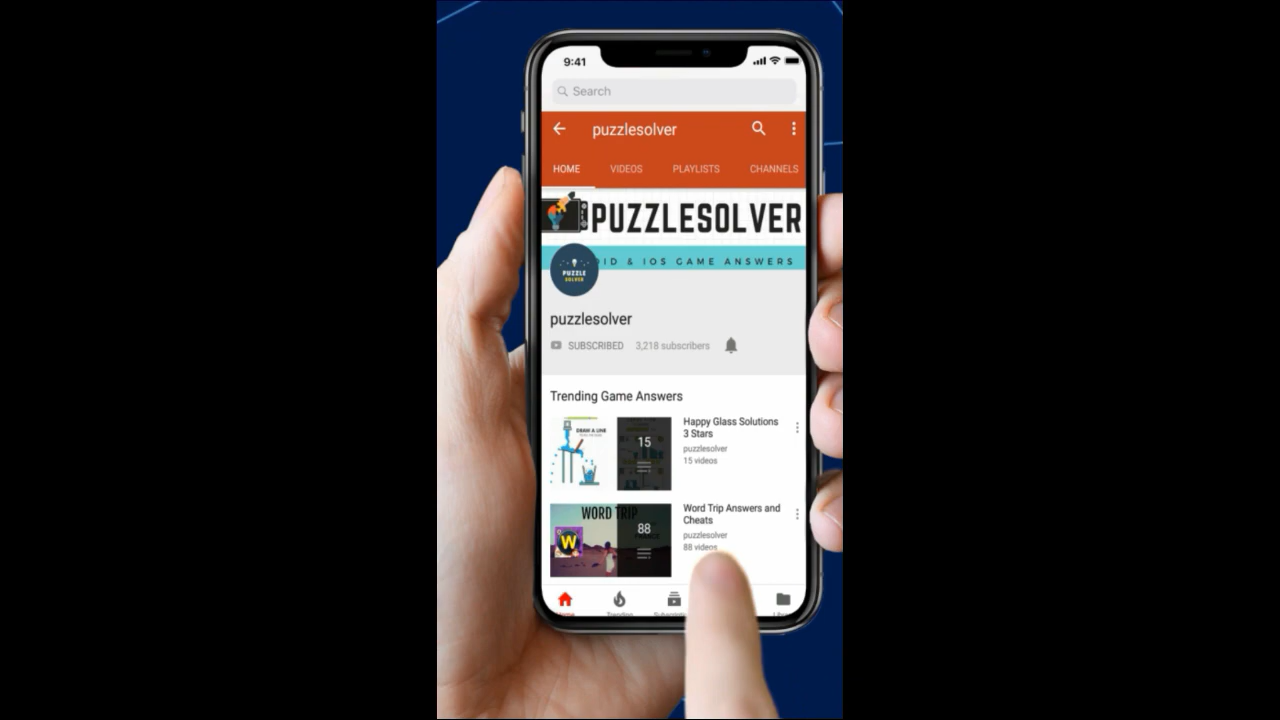 9:41
Search
puzzlesolver
HOME VIDEOS PLAYLISTS CHANNELS
PUZZLESOLVER
& IOS GAME ANSWERS
PUZZLE
SOLVER
puzzlesolver
SUBSCRIBED 3,218 subscribers
Trending Game Answers
DRAW A LINE
15
Happy Glass Solutions
3 Stars
puzzlesolver
15 videos
WORD TRIP
W
88
Word Trip Answers and
Cheats
puzzlesolver
88 videos
Home Trending